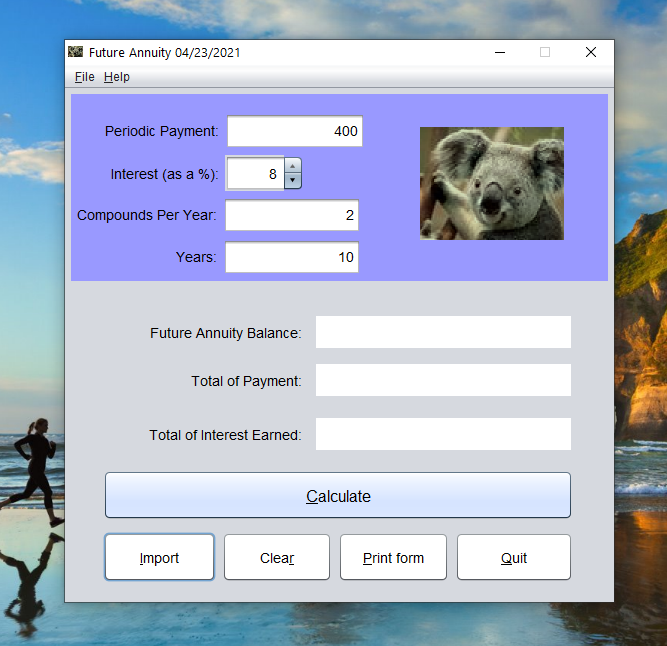 Future Annuity 04/23/2021
File Help
Periodic Payment: 400
Interest (as a %): 8
Compounds Per Year: 2
Years: 10
Future Annuity Balance:
Total of Payment:
Total of Interest Earned:
Calculate
Import Clear Print form Quit